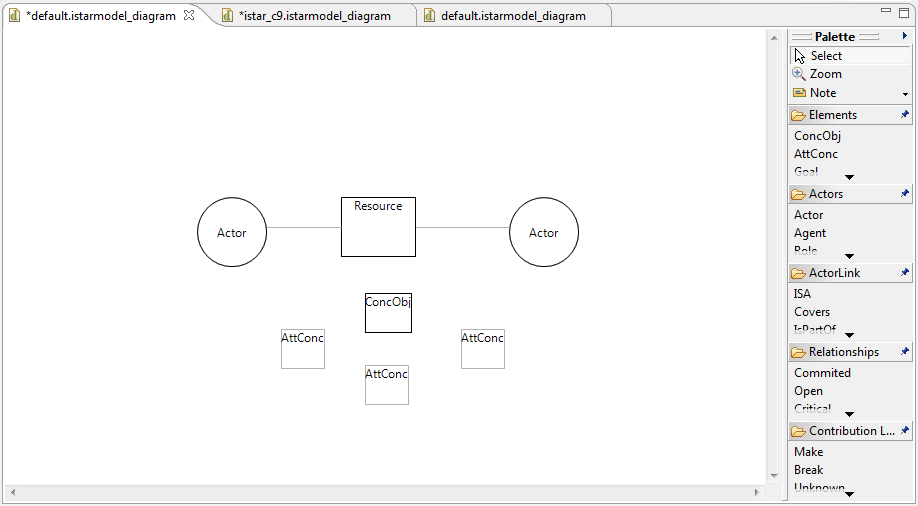 *default.istarmodel_diagram
*istar_c9.istarmodel_diagram
default.istarmodel_diagram
Actor
Resource
Actor
ConcObj
AttConc
AttConc
AttConc
Palette
Select
Zoom
Note
Elements
ConcObj
AttConc
Goal
Actors
Actor
Agent
Role
ActorLink
ISA
Covers
IsPartOf
Relationships
Commited
Open
Critical
Contribution L...
Make
Break
Unknown